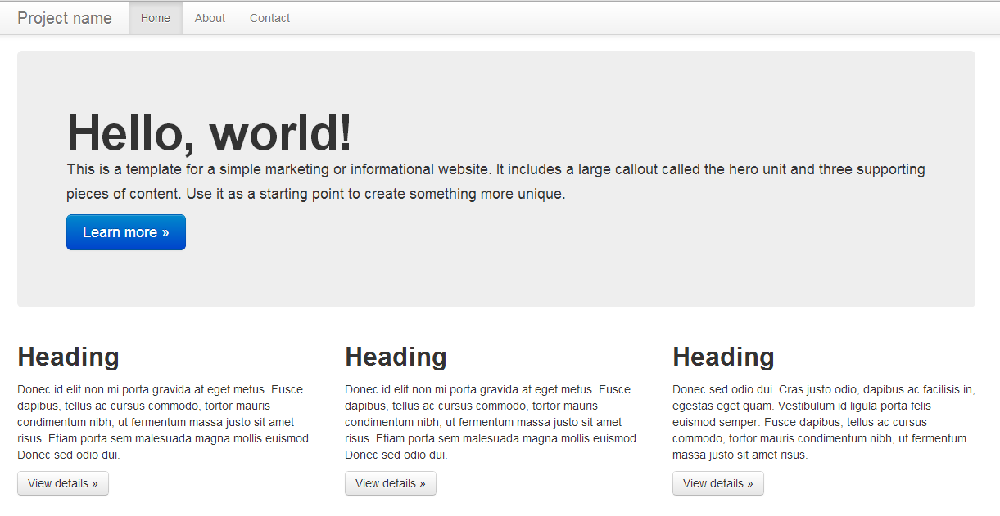 Project name Home About Contact
Hello, world!
This is a template for a simple marketing or informational website. It includes a large callout called the hero unit and three supporting
pieces of content. Use it as a starting point to create something more unique.
Learn more »
Heading
Donec id elit non mi porta gravida at eget metus. Fusce
dapibus, tellus ac cursus commodo, tortor mauris
condimentum nibh, ut fermentum massa justo sit amet
risus. Etiam porta sem malesuada magna mollis euismod.
Donec sed odio dui.
View details »
Heading
Donec id elit non mi porta gravida at eget metus. Fusce
dapibus, tellus ac cursus commodo, tortor mauris
condimentum nibh, ut fermentum massa justo sit amet
risus. Etiam porta sem malesuada magna mollis euismod.
Donec sed odio dui.
View details »
Heading
Donec sed odio dui. Cras justo odio, dapibus ac facilisis in,
egestas eget quam. Vestibulum id ligula porta felis
euismod semper. Fusce dapibus, tellus ac cursus
commodo, tortor mauris condimentum nibh, ut fermentum
massa justo sit amet risus.
View details »